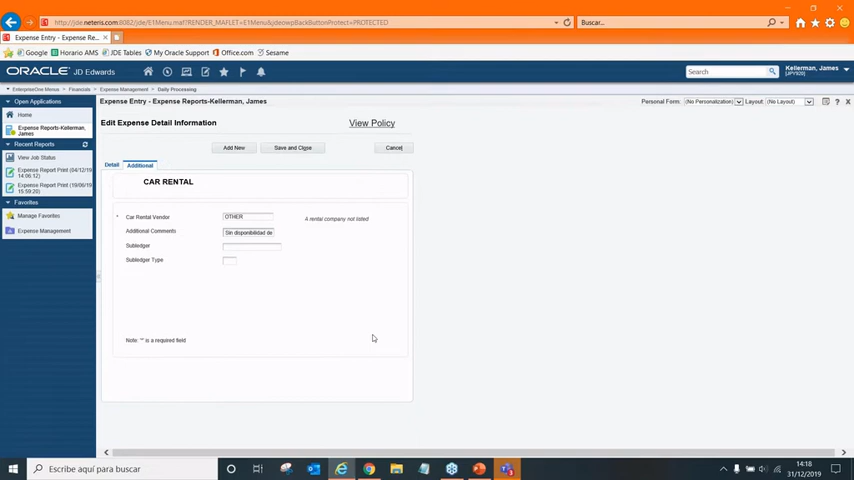 http://jde.neteris.com:8082/jde/E1Menu.maf?RENDER_MAFLET=E1Menu&jdeowpBackButtonProtect=PROTECTED
Buscar...
Expense Entry - Expense Re...
Google Horario AMS JDE Tables My Oracle Support Office.com Sesame
ORACLE JD Edwards
Search
Kellerman, James
[JPY920]
EnterpriseOne Menus Financials Expense Management Daily Processing
Open Applications
Home
Expense Reports-Kellerman, James
Recent Reports
View Job Status
Expense Report Print (04/12/19 14:06:12)
Expense Report Print (19/06/19 15:59:20)
Favorites
Manage Favorites
Expense Management
Expense Entry - Expense Reports-Kellerman, James
Personal Form: (No Personalization) Layout: (No Layout)
Edit Expense Detail Information
View Policy
Add New Save and Close Cancel
Detail Additional
CAR RENTAL
* Car Rental Vendor OTHER A rental company not listed
Additional Comments Sin disponibilidad de
Subledger
Subledger Type
Note: '*' is a required field
Escribe aquí para buscar
14:18
31/12/2019